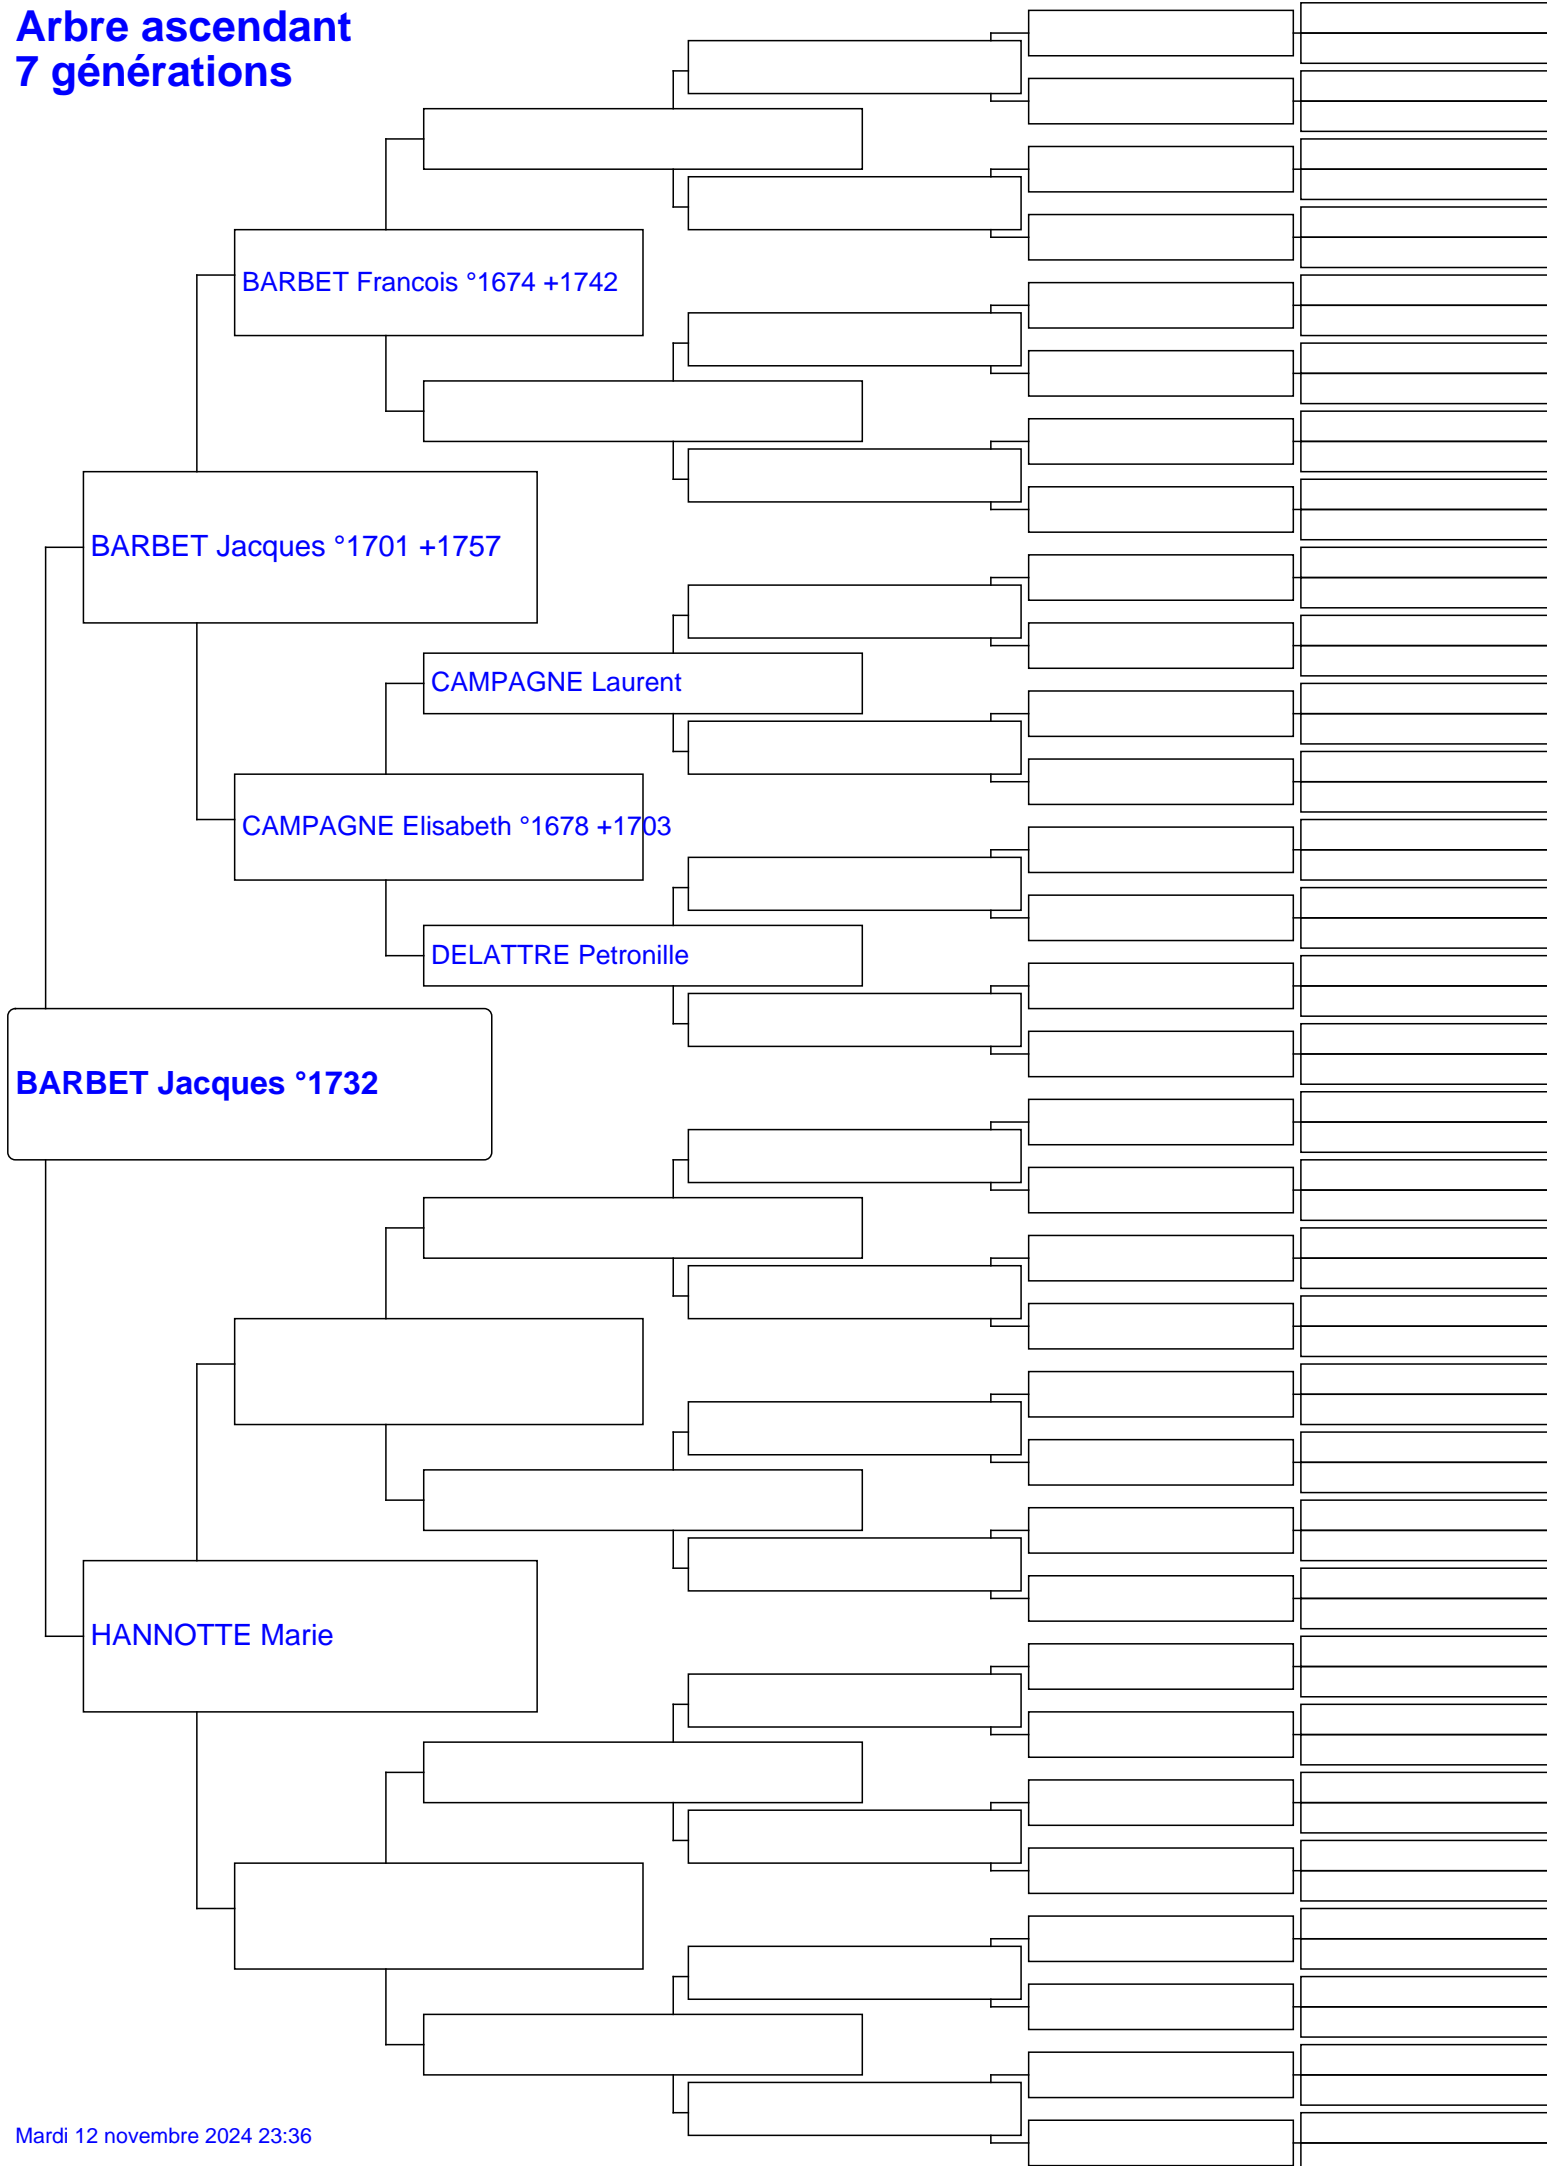 Arbre ascendant
7 générations
BARBET Francois °1674 +1742
BARBET Jacques °1701 +1757
CAMPAGNE Laurent
CAMPAGNE Elisabeth °1678 +1703
DELATTRE Petronille
BARBET Jacques °1732
HANNOTTE Marie
Mardi 12 novembre 2024 23:36